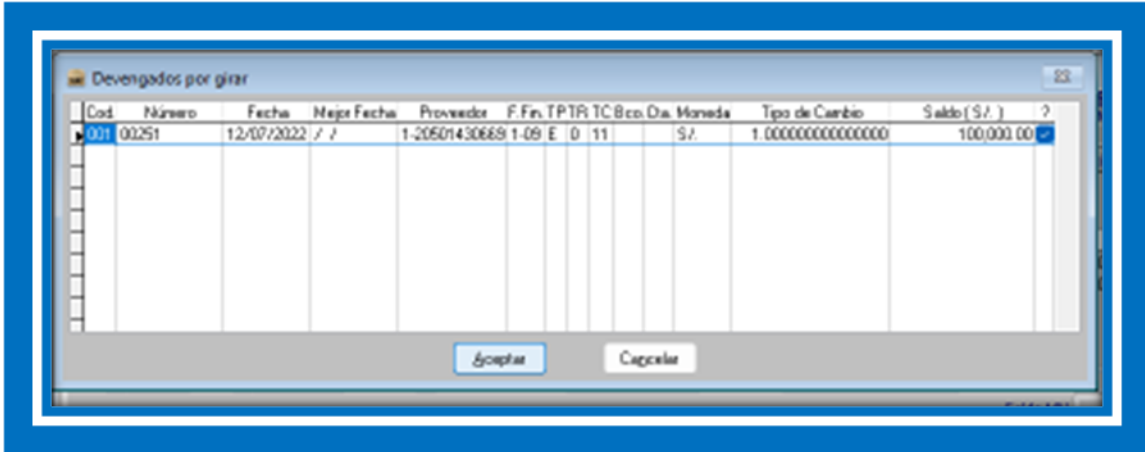 Devengados por girar
Cod. Número Fecha Mejor Fecha Proveedor F.Fin. TP TR TC Bco. Cta. Moneda Tipo de Cambio Saldo ( S/. ) ?
001 00251 12/07/2022 / / 1-20501430669 1-09 E 0 11 S/. 1.000000000000000 100,000.00
Aceptar Cancelar